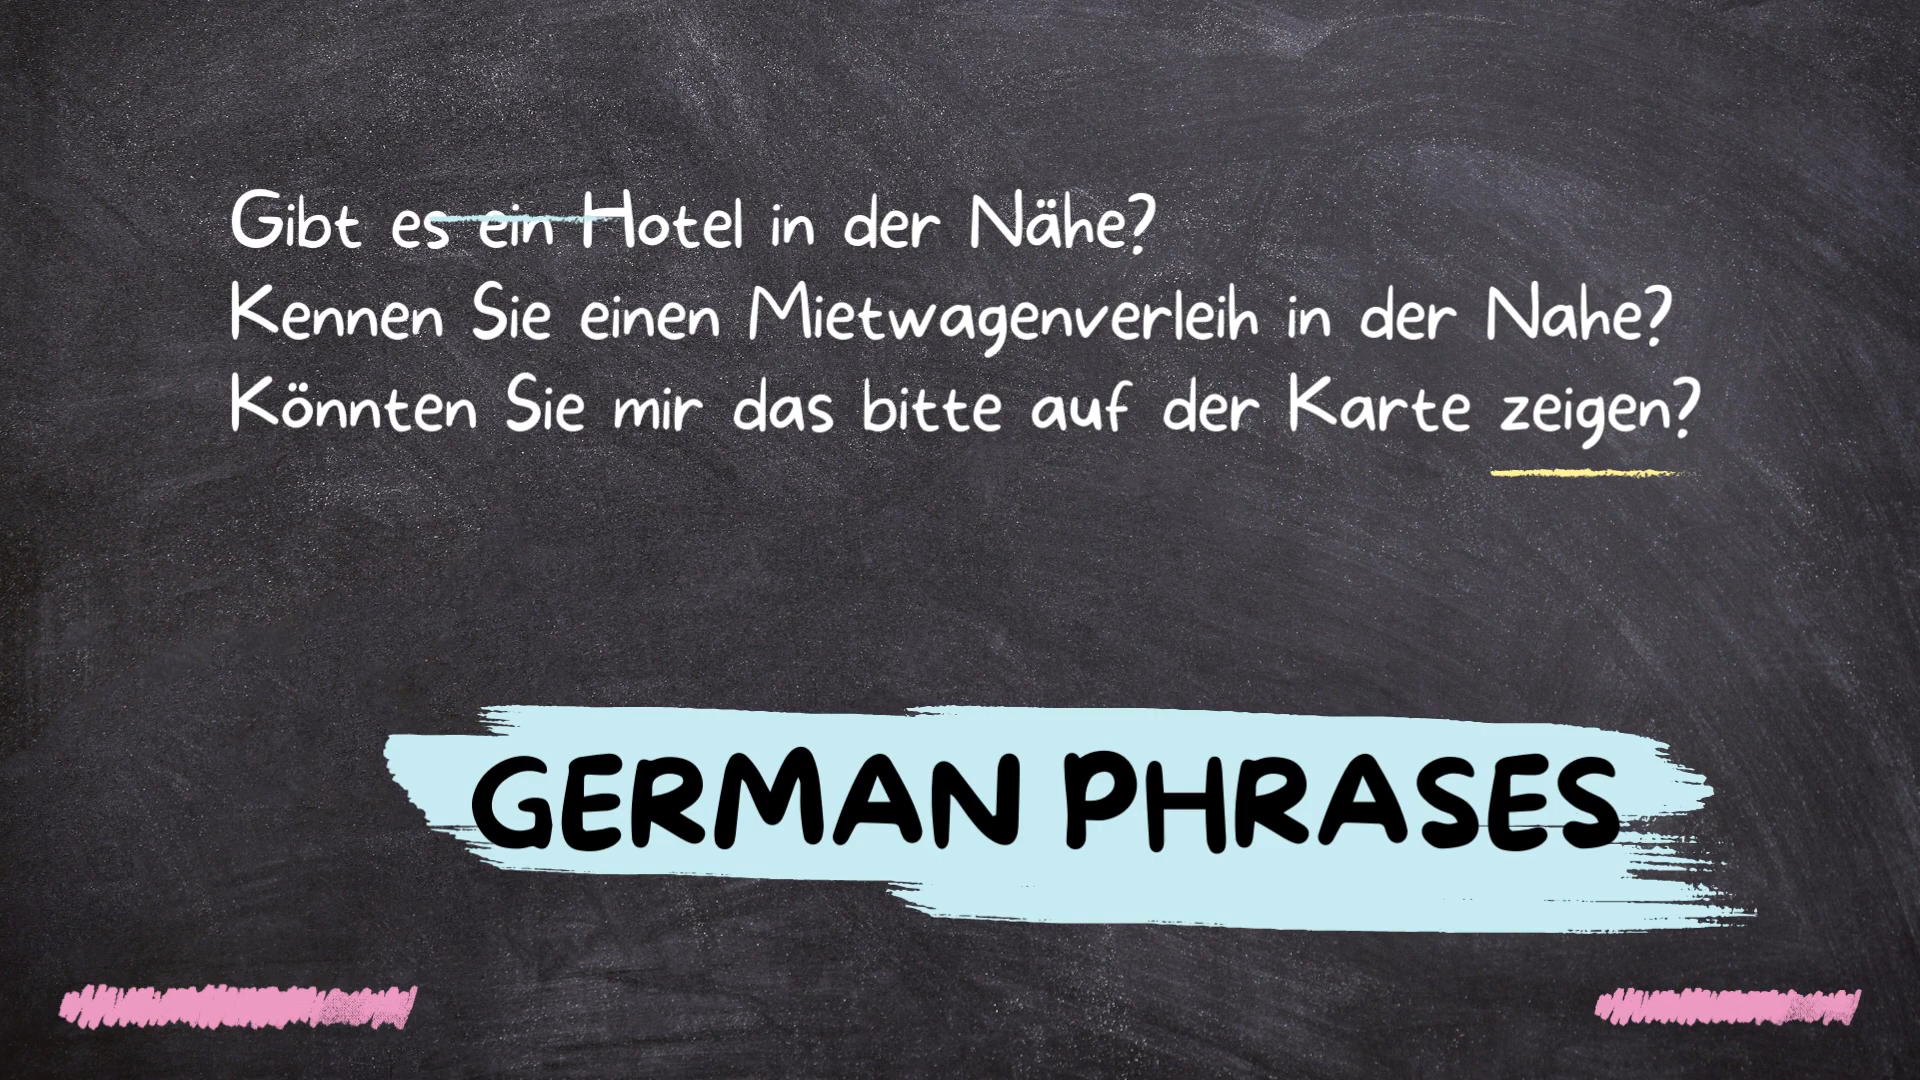 Gibt es ein Hotel in der Nähe?
Kennen Sie einen Mietwagenverleih in der Nahe?
Könnten Sie mir das bitte auf der Karte zeigen?
GERMAN PHRASES